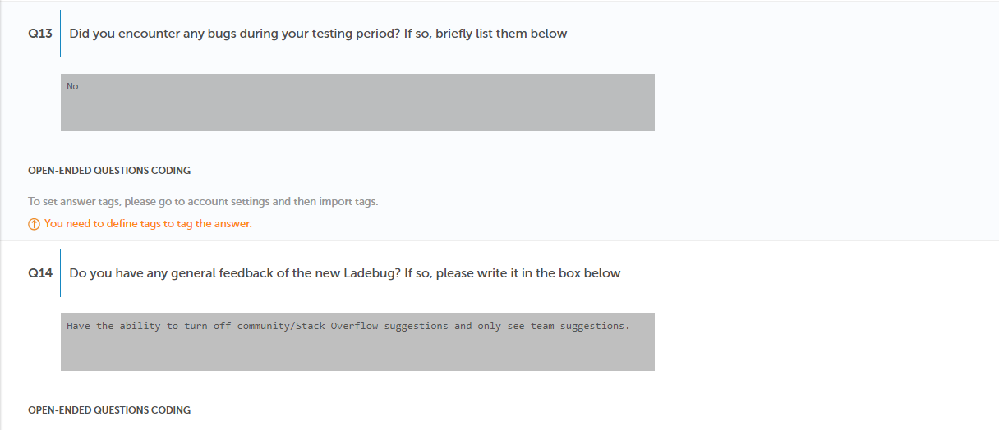 Q13 Did you encounter any bugs during your testing period? If so, briefly list them below
No
OPEN-ENDED QUESTIONS CODING
To set answer tags, please go to account settings and then import tags.
You need to define tags to tag the answer.
Q14 Do you have any general feedback of the new Ladebug? If so, please write it in the box below
Have the ability to turn off community/Stack Overflow suggestions and only see team suggestions.
OPEN-ENDED QUESTIONS CODING